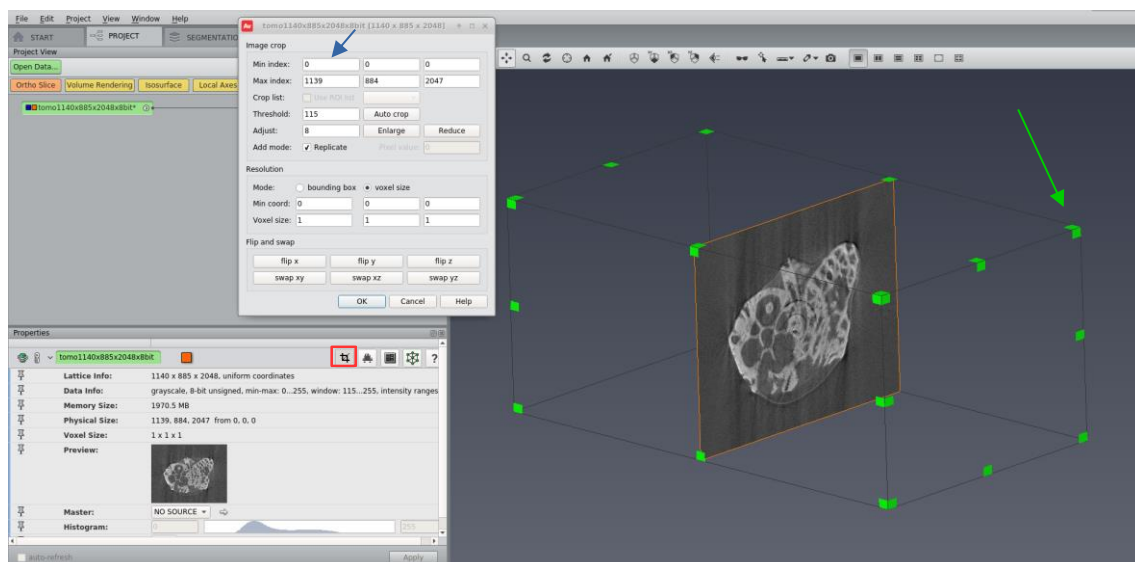 File Edit Project View Window Help
START PROJECT SEGMENTATIO
Project View
Open Data...
Ortho Slice Volume Rendering Isosurface Local Axes
tomo1140x885x2048x8bit*
tomo1140x885x2048x8bit [1140 x 885 x 2048]
Image crop
Min index: 0 0 0
Max index: 1139 884 2047
Crop list: Use ROI list
Threshold: 115 Auto crop
Adjust: 8 Enlarge Reduce
Add mode: Replicate Pixel value: 0
Resolution
Mode: bounding box voxel size
Min coord: 0 0 0
Voxel size: 1 1 1
Flip and swap
flip x flip y flip z
swap xy swap xz swap yz
OK Cancel Help
Properties
tomo1140x885x2048x8bit ?
Lattice Info: 1140 x 885 x 2048, uniform coordinates
Data Info: grayscale, 8-bit unsigned, min-max: 0...255, window: 115...255, intensity ranges
Memory Size: 1970.5 MB
Physical Size: 1139, 884, 2047 from 0, 0, 0
Voxel Size: 1 x 1 x 1
Preview:
Master: NO SOURCE
Histogram: 0 255
auto-refresh Apply